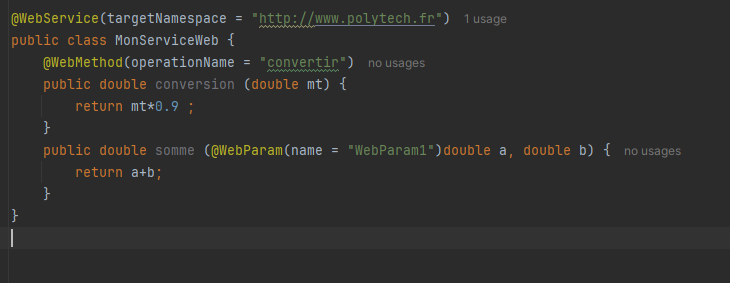 @WebService(targetNamespace = "http://www.polytech.fr") 1 usage
public class MonServiceWeb {
    @WebMethod(operationName = "convertir") no usages
    public double conversion (double mt) {
        return mt*0.9 ;
    }
    public double somme (@WebParam(name = "WebParam1")double a, double b) { no usages
        return a+b;
    }
}